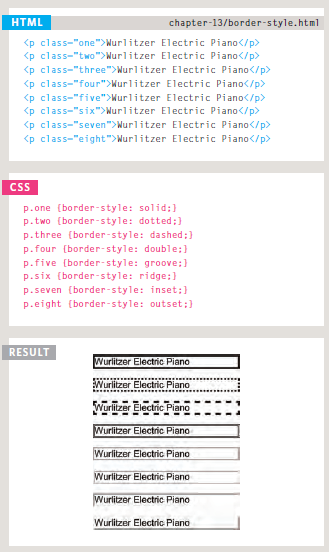 HTML
chapter-13/border-style.html
<p class="one">Wurlitzer Electric Piano</p>
<p class="two">Wurlitzer Electric Piano</p>
<p class="three">Wurlitzer Electric Piano</p>
<p class="four">Wurlitzer Electric Piano</p>
<p class="five">Wurlitzer Electric Piano</p>
<p class="six">Wurlitzer Electric Piano</p>
<p class="seven">Wurlitzer Electric Piano</p>
<p class="eight">Wurlitzer Electric Piano</p>
CSS
p.one {border-style: solid;}
p.two {border-style: dotted;}
p.three {border-style: dashed;}
p.four {border-style: double;}
p.five {border-style: groove;}
p.six {border-style: ridge;}
p.seven {border-style: inset;}
p.eight {border-style: outset;}
RESULT
Wurlitzer Electric Piano
Wurlitzer Electric Piano
Wurlitzer Electric Piano
Wurlitzer Electric Piano
Wurlitzer Electric Piano
Wurlitzer Electric Piano
Wurlitzer Electric Piano
Wurlitzer Electric Piano